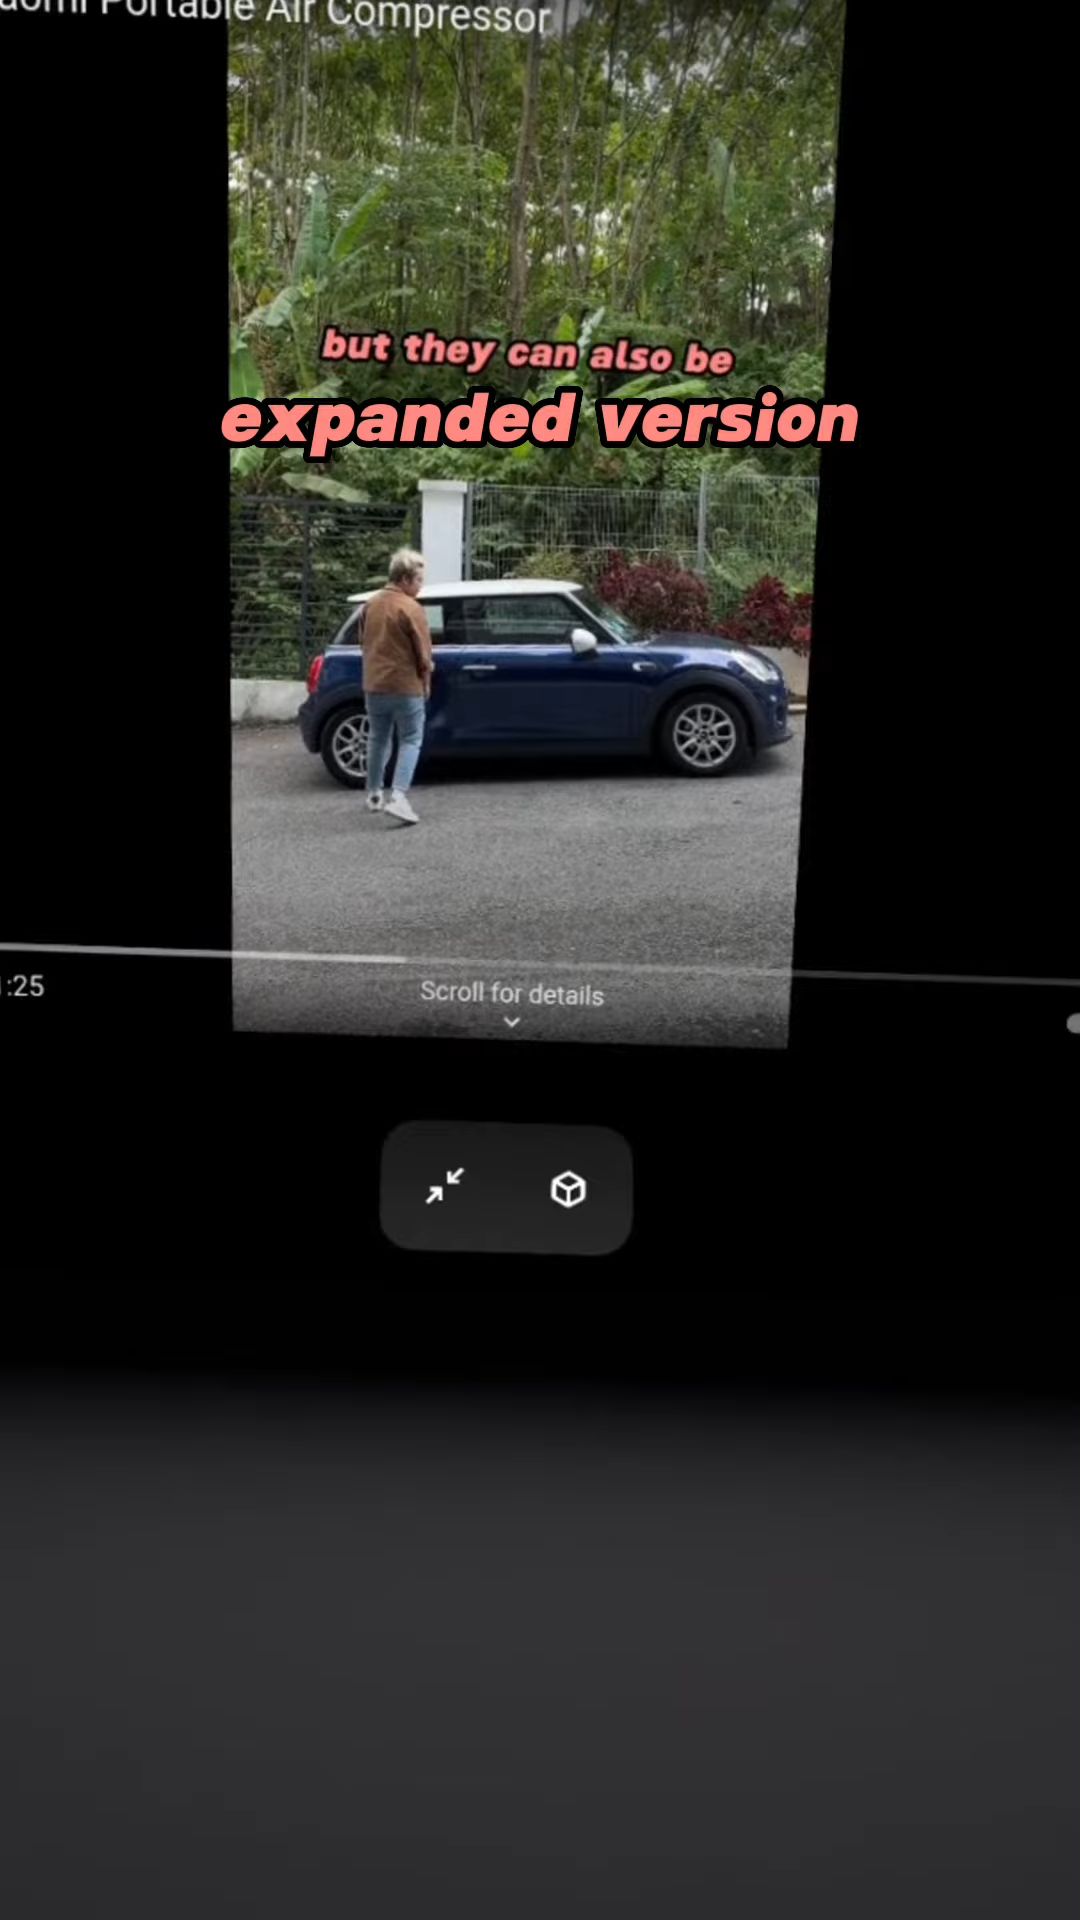 Portable Air Compressor
but they can also be
expanded version
:25
Scroll for details